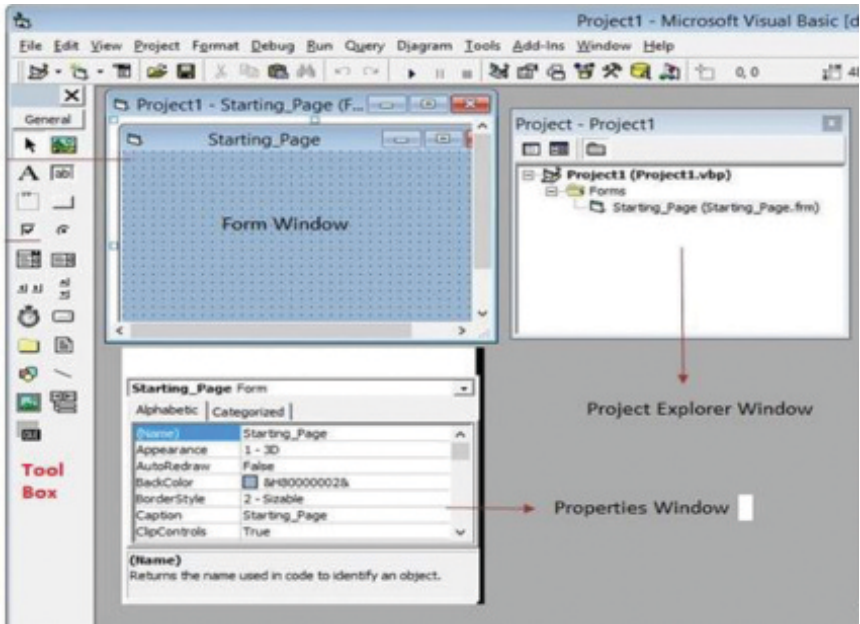 Project1 - Microsoft Visual Basic [d
File Edit View Project Format Debug Run Query Diagram Tools Add-Ins Window Help
0, 0
48
General
Project1 - Starting_Page (F...
Starting_Page
Form Window
Project - Project1
Project1 (Project1.vbp)
Forms
Starting_Page (Starting_Page.frm)
Project Explorer Window
A
ab
Tool
Box
Starting_Page Form
Alphabetic Categorized
(Name) Starting_Page
Appearance 1 - 3D
AutoRedraw False
BackColor &H80000002&
BorderStyle 2 - Sizable
Caption Starting_Page
ClipControls True
(Name)
Returns the name used in code to identify an object.
Properties Window